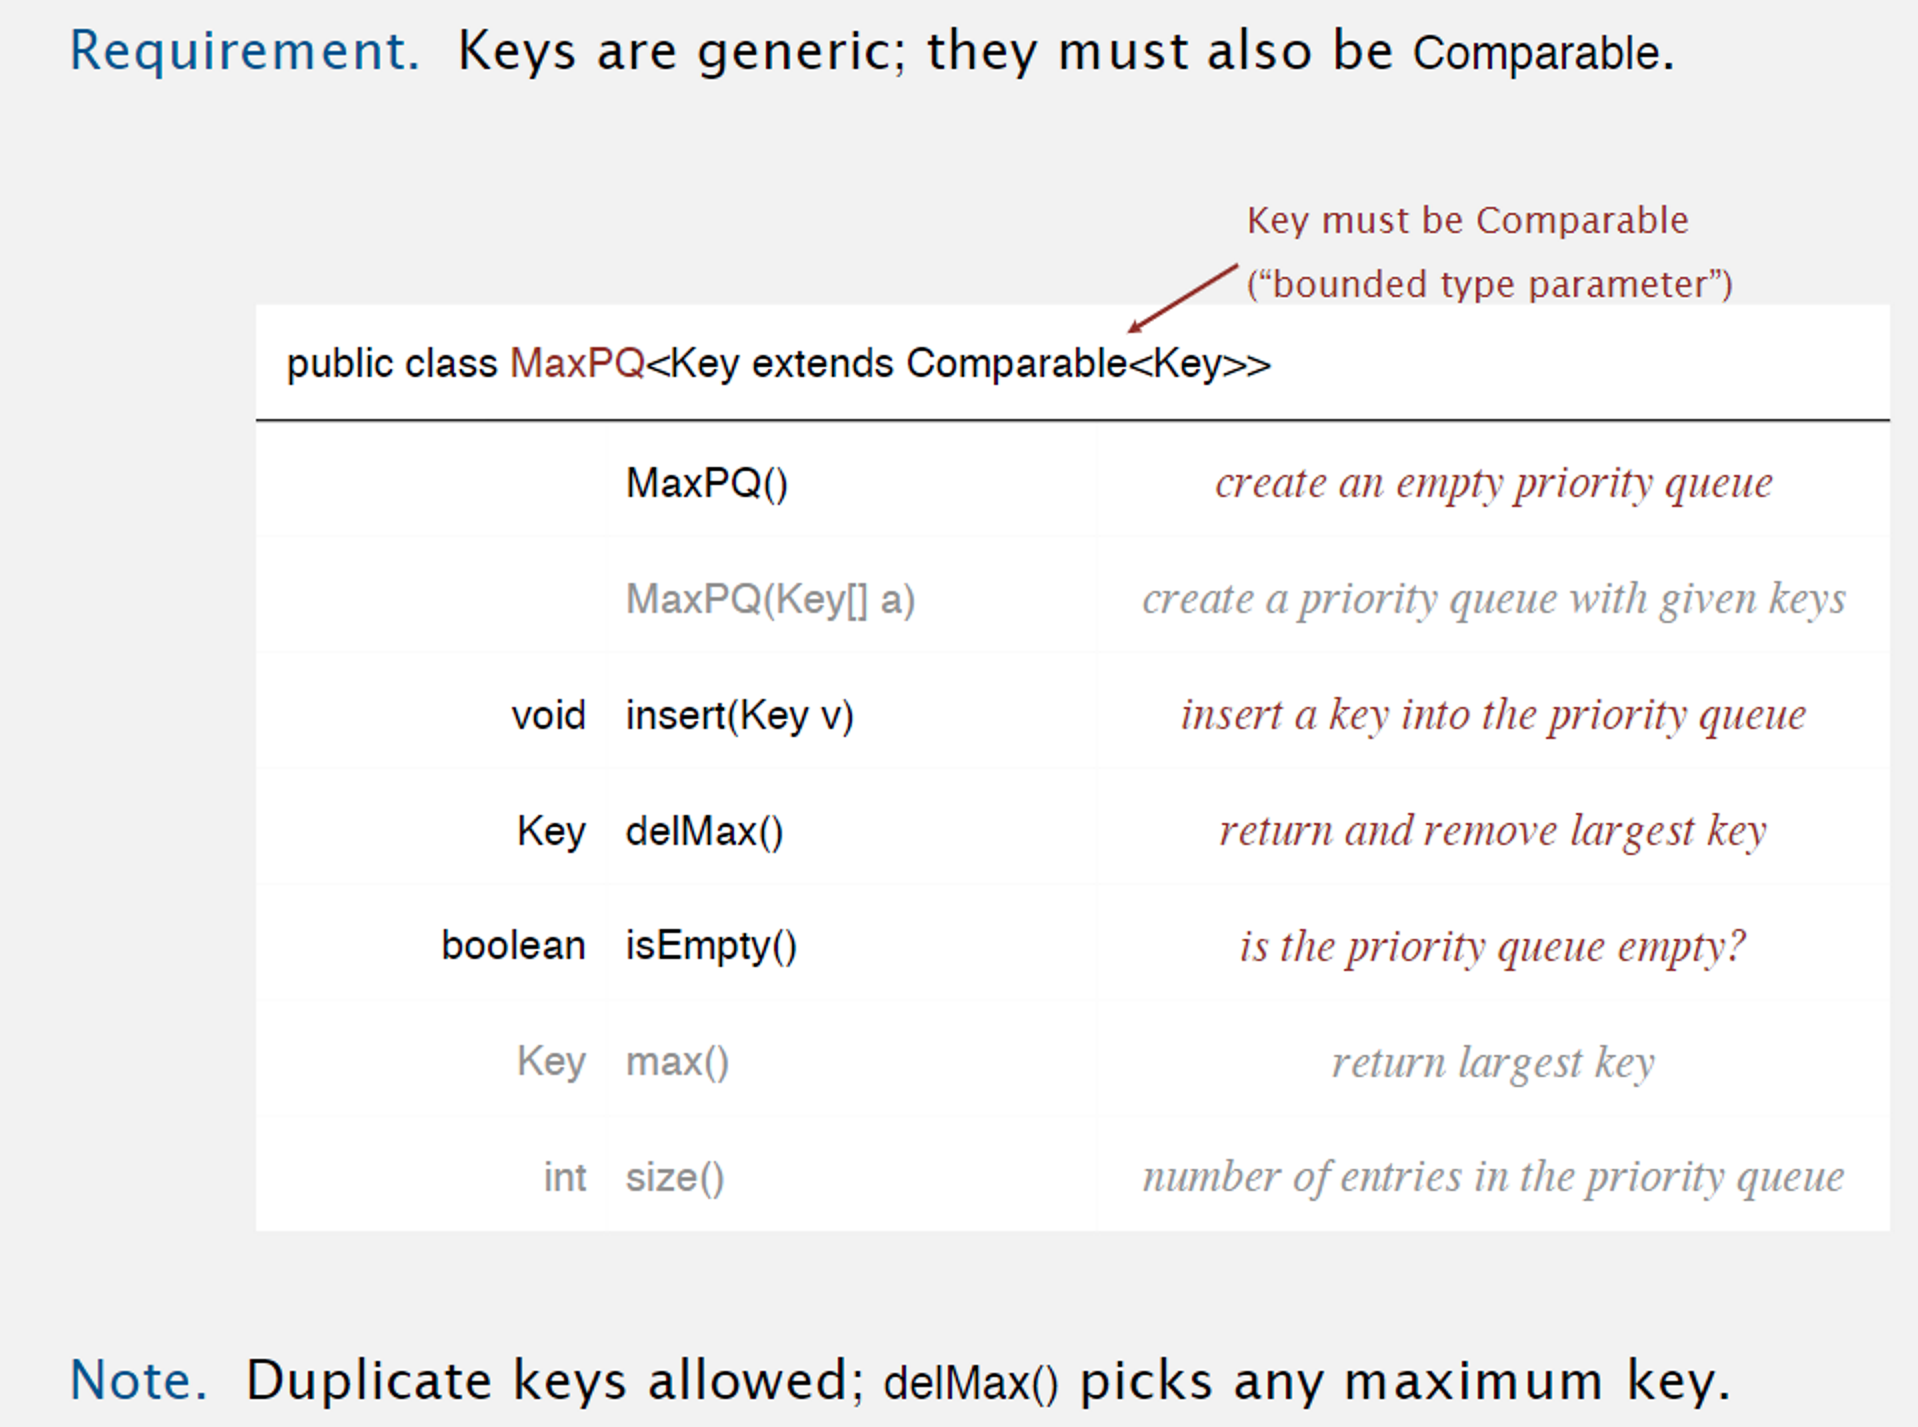 Requirement. Keys are generic; they must also be Comparable.
Key must be Comparable
(“bounded type parameter”)
public class MaxPQ<Key extends Comparable<Key>>
MaxPQ() create an empty priority queue
MaxPQ(Key[] a) create a priority queue with given keys
void insert(Key v) insert a key into the priority queue
Key delMax() return and remove largest key
boolean isEmpty() is the priority queue empty?
Key max() return largest key
int size() number of entries in the priority queue
Note. Duplicate keys allowed; delMax() picks any maximum key.